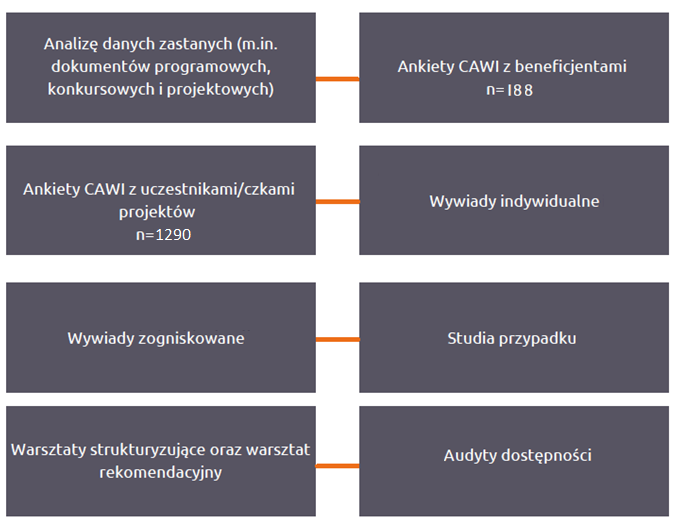 Analizę danych zastanych (m.in.
dokumentów programowych,
konkursowych i projektowych)
Ankiety CAWI z beneficjentami
n=188
Ankiety CAWI z uczestnikami/czkami
projektów
n=1290
Wywiady indywidualne
Wywiady zogniskowane
Studia przypadku
Warsztaty strukturyzujące oraz warsztat
rekomendacyjny
Audyty dostępności